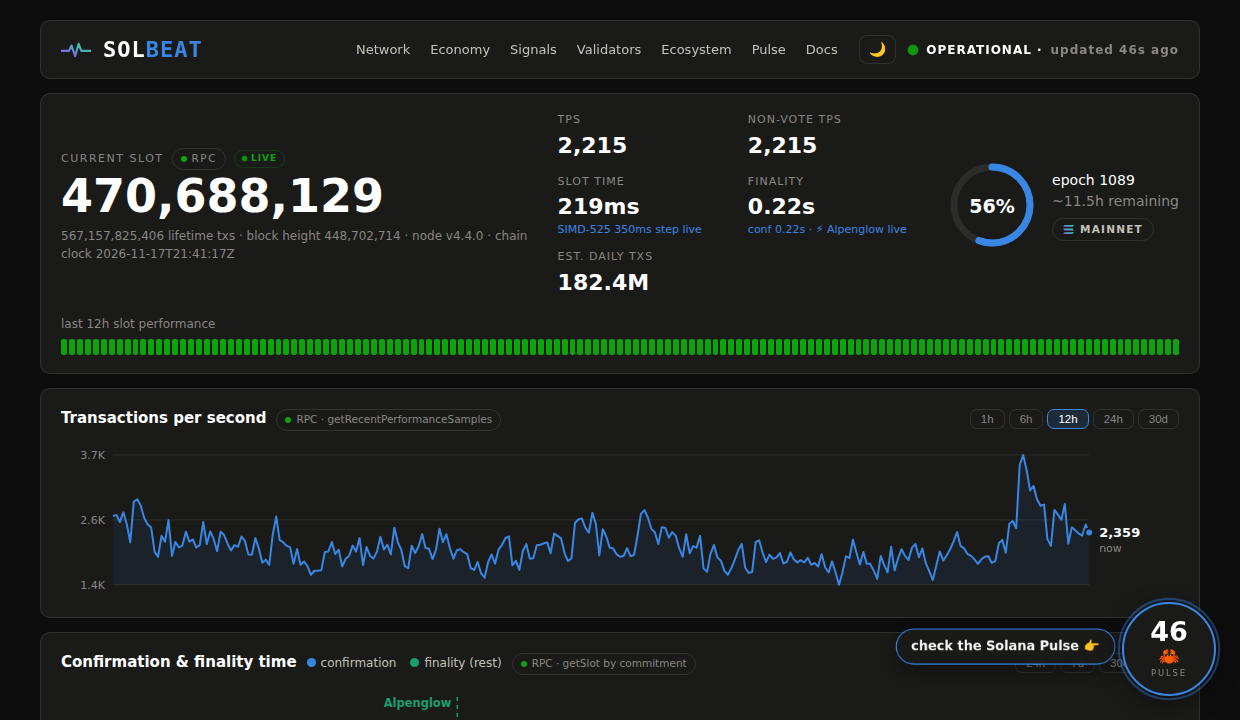 SOLBEAT
Network Economy Signals Validators Ecosystem Pulse Docs 🌙 OPERATIONAL · updated 46s ago
CURRENT SLOT RPC LIVE
470,688,129
567,157,825,406 lifetime txs · block height 448,702,714 · node v4.4.0 · chain
clock 2026-11-17T21:41:17Z
TPS
2,215
NON-VOTE TPS
2,215
SLOT TIME
219ms
SIMD-525 350ms step live
FINALITY
0.22s
conf 0.22s · ⚡ Alpenglow live
EST. DAILY TXS
182.4M
56%
epoch 1089
~11.5h remaining
MAINNET
last 12h slot performance
Transactions per second RPC · getRecentPerformanceSamples
1h 6h 12h 24h 30d
3.7K
2.6K
1.4K
2,359
now
Confirmation & finality time confirmation finality (rest) RPC · getSlot by commitment
Alpenglow
check the Solana Pulse 👉
46
🦀
PULSE